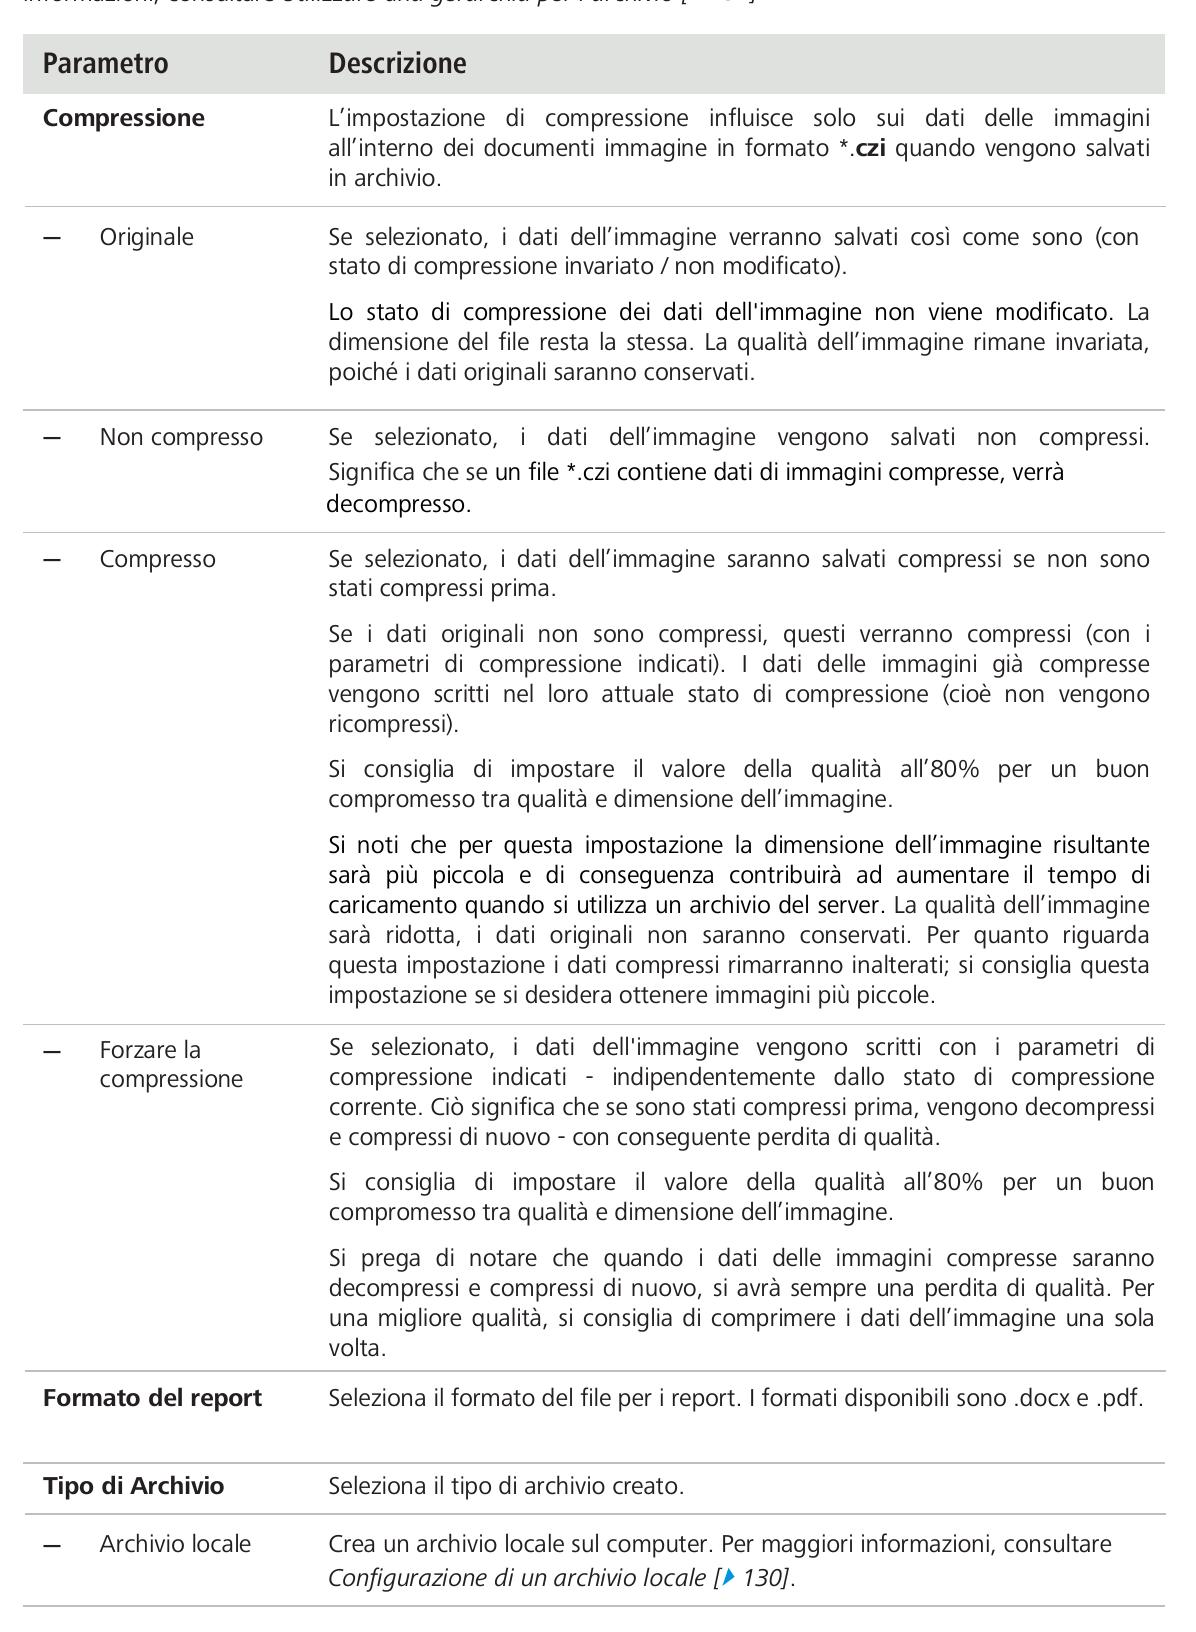 informazioni, consultare Utilizzare una gerarchia per l'archivio [
Parametro Descrizione
Compressione L’impostazione di compressione influisce solo sui dati delle immagini
all’interno dei documenti immagine in formato *.czi quando vengono salvati
in archivio.
— Originale Se selezionato, i dati dell’immagine verranno salvati così come sono (con
stato di compressione invariato / non modificato).
Lo stato di compressione dei dati dell'immagine non viene modificato. La
dimensione del file resta la stessa. La qualità dell’immagine rimane invariata,
poiché i dati originali saranno conservati.
— Non compresso Se selezionato, i dati dell’immagine vengono salvati non compressi.
Significa che se un file *.czi contiene dati di immagini compresse, verrà
decompresso.
— Compresso Se selezionato, i dati dell’immagine saranno salvati compressi se non sono
stati compressi prima.
Se i dati originali non sono compressi, questi verranno compressi (con i
parametri di compressione indicati). I dati delle immagini già compresse
vengono scritti nel loro attuale stato di compressione (cioè non vengono
ricompressi).
Si consiglia di impostare il valore della qualità all’80% per un buon
compromesso tra qualità e dimensione dell’immagine.
Si noti che per questa impostazione la dimensione dell’immagine risultante
sarà più piccola e di conseguenza contribuirà ad aumentare il tempo di
caricamento quando si utilizza un archivio del server. La qualità dell’immagine
sarà ridotta, i dati originali non saranno conservati. Per quanto riguarda
questa impostazione i dati compressi rimarranno inalterati; si consiglia questa
impostazione se si desidera ottenere immagini più piccole.
— Forzare la Se selezionato, i dati dell'immagine vengono scritti con i parametri di
compressione compressione indicati - indipendentemente dallo stato di compressione
corrente. Ciò significa che se sono stati compressi prima, vengono decompressi
e compressi di nuovo - con conseguente perdita di qualità.
Si consiglia di impostare il valore della qualità all’80% per un buon
compromesso tra qualità e dimensione dell’immagine.
Si prega di notare che quando i dati delle immagini compresse saranno
decompressi e compressi di nuovo, si avrà sempre una perdita di qualità. Per
una migliore qualità, si consiglia di comprimere i dati dell’immagine una sola
volta.
Formato del report Seleziona il formato del file per i report. I formati disponibili sono .docx e .pdf.
Tipo di Archivio Seleziona il tipo di archivio creato.
— Archivio locale Crea un archivio locale sul computer. Per maggiori informazioni, consultare
Configurazione di un archivio locale [ 130].